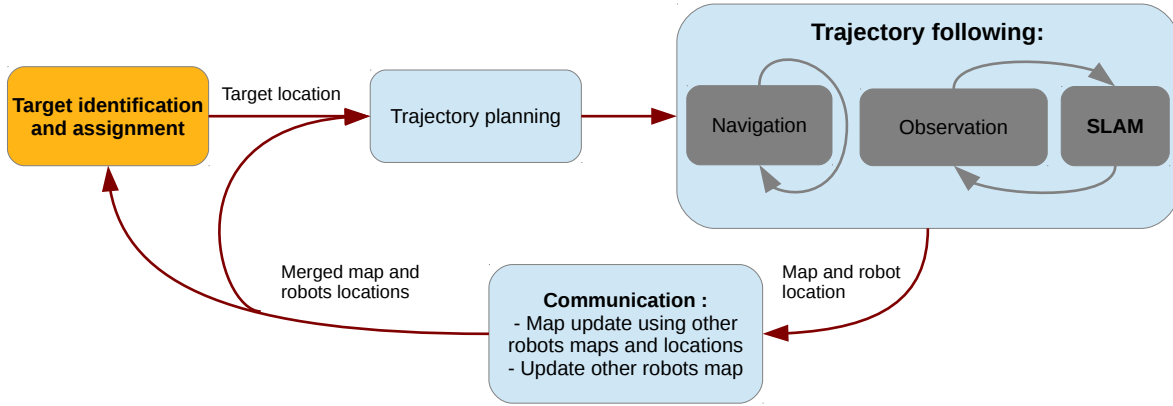 Target identification
and assignment
Target location
Trajectory planning
Trajectory following:
Navigation
Observation
SLAM
Map and robot
location
Communication :
- Map update using other
robots maps and locations
- Update other robots map
Merged map and
robots locations